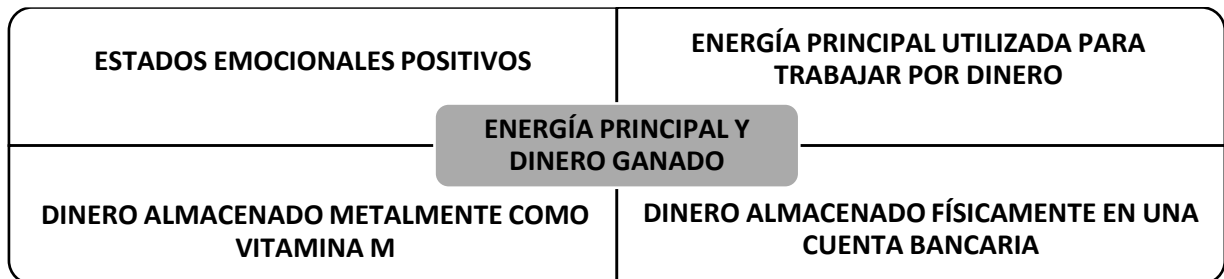 ESTADOS EMOCIONALES POSITIVOS
ENERGÍA PRINCIPAL UTILIZADA PARA
TRABAJAR POR DINERO
ENERGÍA PRINCIPAL Y
DINERO GANADO
DINERO ALMACENADO METALMENTE COMO
VITAMINA M
DINERO ALMACENADO FÍSICAMENTE EN UNA
CUENTA BANCARIA